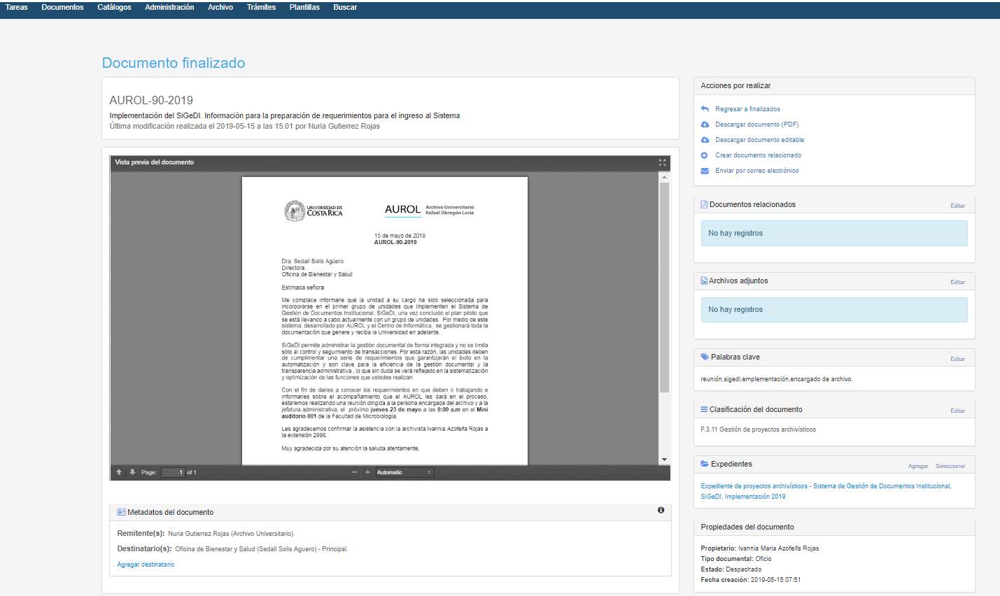 Tareas Documentos Catálogos Administración Archivo Trámites Plantillas Buscar
Documento finalizado
AUROL-90-2019
Implementación del SiGeDI. Información para la preparación de requerimientos para el ingreso al Sistema
Última modificación realizada el 2019-05-15 a las 15:01 por Nuria Gutierrez Rojas
Vista previa del documento
UNIVERSIDAD DE
COSTA RICA
AUROL
Archivo Universitario
Rafael Obregón Loría
15 de mayo de 2019
AUROL-90-2019
Dra. Sedalí Solís Agüero
Directora
Oficina de Bienestar y Salud
Estimada señora:
Me complace informarle que la unidad a su cargo ha sido seleccionada para
incorporarse en el primer grupo de unidades que implementen el Sistema de
Gestión de Documentos Institucional, SiGeDI, una vez concluido el plan piloto que
se está llevando a cabo actualmente con un grupo de unidades. Por medio de este
sistema, desarrollado por AUROL y el Centro de Informática, se gestionará toda la
documentación que genere y reciba la Universidad en adelante.
SiGeDI permite administrar la gestión documental de forma integrada y no se limita
sólo al control y seguimiento de transacciones. Por esta razón, las unidades deben
de cumplimentar una serie de requerimientos que garantizarán el éxito en la
automatización y son clave para la eficiencia de la gestión documental y la
transparencia administrativa , lo que sin duda se verá reflejado en la sistematización
y optimización de las funciones que ustedes realizan.
Con el fin de darles a conocer los requerimientos en que deben ir trabajando e
informarles sobre el acompañamiento que el AUROL les dará en el proceso,
estaremos realizando una reunión dirigida a la persona encargada del archivo y a la
jefatura administrativa, el próximo jueves 23 de mayo a las 9:00 a.m en el Mini
auditorio 001 de la Facultad de Microbiología.
Les agradecemos confirmar la asistencia con la archivista Ivannia Azofeifa Rojas a
la extensión 2998.
Muy agradecida por su atención la saluda atentamente,
Page: 1 of 1 Automatic
Metadatos del documento
Remitente(s): Nuria Gutierrez Rojas (Archivo Universitario).
Destinatario(s): Oficina de Bienestar y Salud (Sedali Solis Aguero) - Principal.
Agregar destinatario
Acciones por realizar
Regresar a finalizados
Descargar documento (PDF)
Descargar documento editable
Crear documento relacionado
Enviar por correo electrónico
Documentos relacionados Editar
No hay registros
Archivos adjuntos Editar
No hay registros
Palabras clave Editar
reunión,sigedi,emplementación,encargado de archivo.
Clasificación del documento Editar
F.3.11 Gestión de proyectos archivísticos
Expedientes Agregar Seleccionar
Expediente de proyectos archivísticos - Sistema de Gestión de Documentos Institucional,
SiGeDI, Implementación 2019
Propiedades del documento
Propietario: Ivannia Maria Azofeifa Rojas
Tipo documental: Oficio
Estado: Despachado
Fecha creación: 2019-05-15 07:51